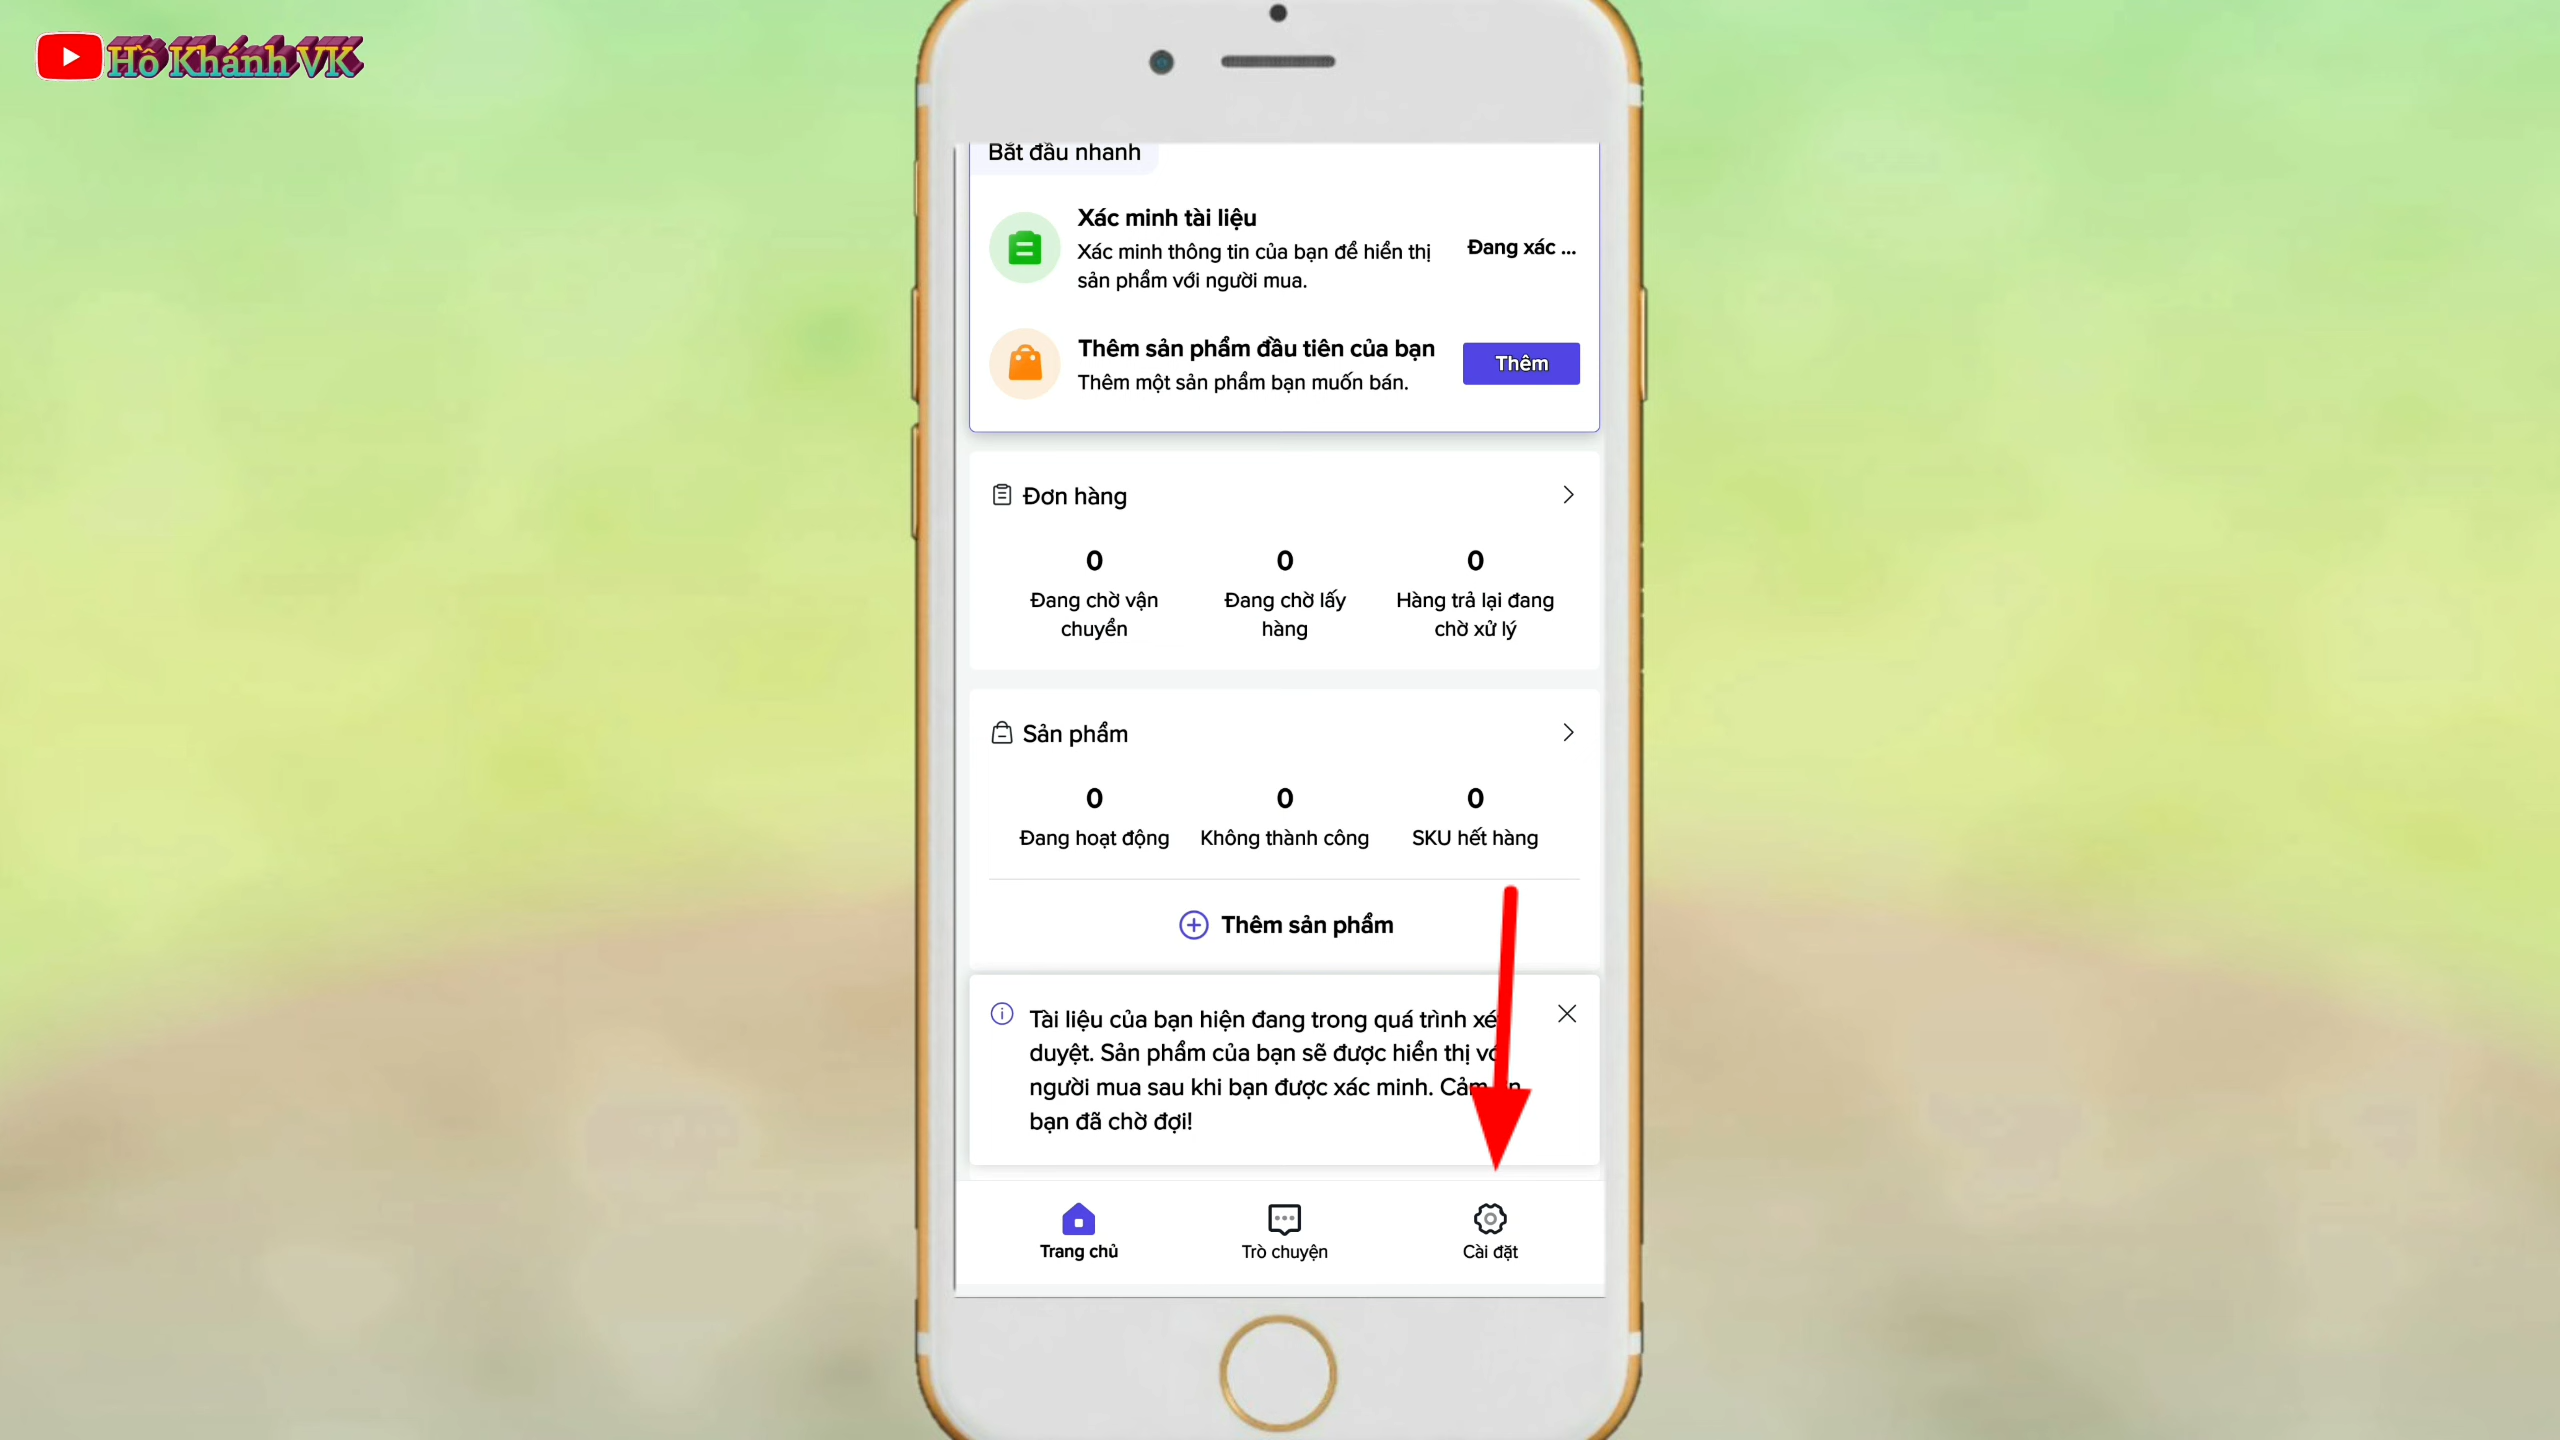 Hồ Khánh VK
Bắt đầu nhanh
Xác minh tài liệu
Xác minh thông tin của bạn để hiển thị
sản phẩm với người mua.
Đang xác ...
Thêm sản phẩm đầu tiên của bạn
Thêm một sản phẩm bạn muốn bán.
Thêm
Đơn hàng
0
0
0
Đang chờ vận
chuyển
Đang chờ lấy
hàng
Hàng trả lại đang
chờ xử lý
Sản phẩm
0
0
0
Đang hoạt động
Không thành công
SKU hết hàng
Thêm sản phẩm
Tài liệu của bạn hiện đang trong quá trình
duyệt. Sản phẩm của bạn sẽ được hiển thị
người mua sau khi bạn được xác minh.
bạn đã chờ đợi!
Trang chủ
Trò chuyện
Cài đặt